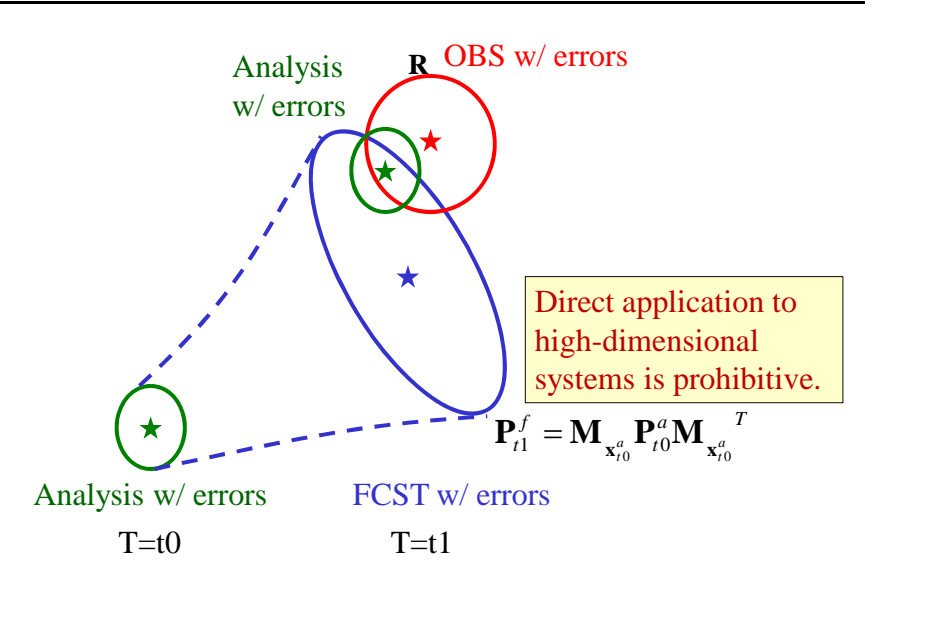 Analysis
w/ errors
R
OBS w/ errors
Direct application to
high-dimensional
systems is prohibitive.
P^f_{t1} = M_{x^a_{t0}} P^a_{t0} M_{x^a_{t0}}^T
Analysis w/ errors
FCST w/ errors
T=t0
T=t1